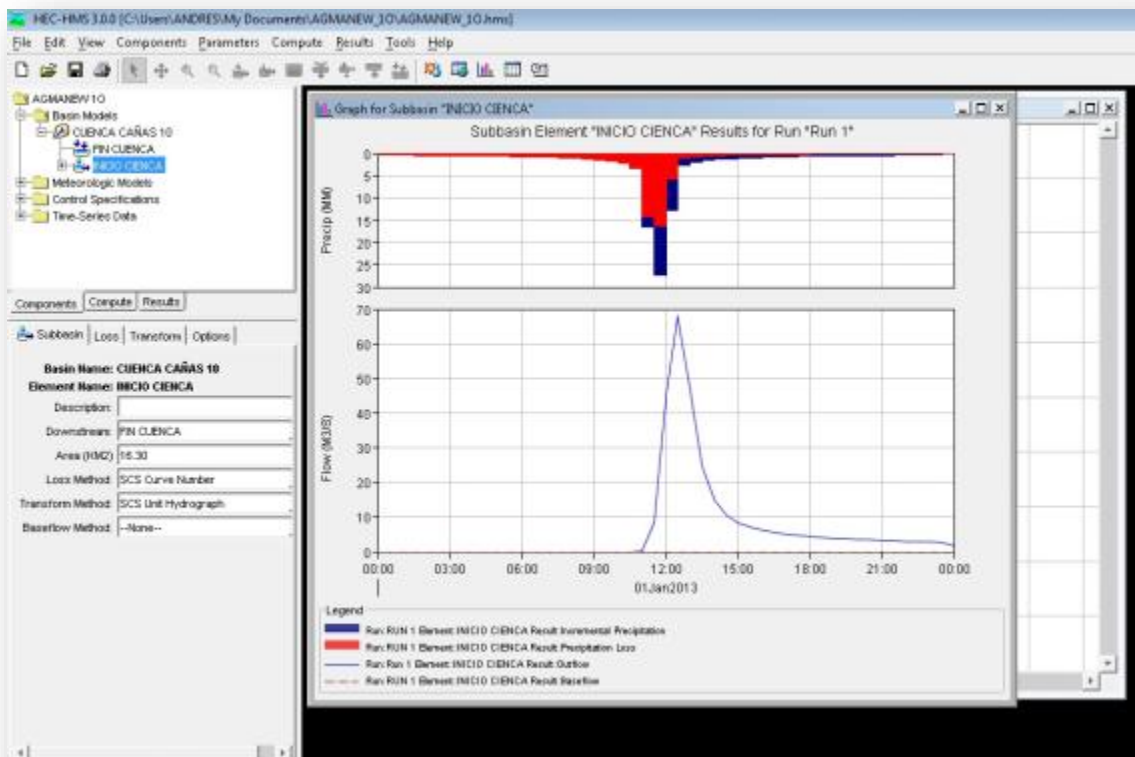 HEC-HMS 3.0.0 [C:\Users\ANDRES\My Documents\AGMANEW_1O\AGMANEW_1O.hms]
File Edit View Components Parameters Compute Results Tools Help
AGMANEW 1O
Basin Models
CUENCA CAÑAS 10
FIN CUENCA
INICIO CIENCA
Meteorologic Models
Control Specifications
Time-Series Data
Components Compute Results
Subbasin Loss Transform Options
Basin Name: CUENCA CAÑAS 10
Element Name: INICIO CIENCA
Description:
Downstream: FIN CUENCA
Area (KM2) 16.30
Loss Method: SCS Curve Number
Transform Method: SCS Unit Hydrograph
Baseflow Method: --None--
Graph for Subbasin "INICIO CIENCA"
Subbasin Element "INICIO CIENCA" Results for Run "Run 1"
Precip (MM)
0
5
10
15
20
25
30
Flow (M3/S)
70
60
50
40
30
20
10
0
00:00 03:00 06:00 09:00 12:00 15:00 18:00 21:00 00:00
01Jan2013
Legend
Run:RUN 1 Element:INICIO CIENCA Result:Incremental Precipitation
Run:RUN 1 Element:INICIO CIENCA Result:Precipitation Loss
Run:Run 1 Element:INICIO CIENCA Result:Outflow
Run:RUN 1 Element:INICIO CIENCA Result:Baseflow